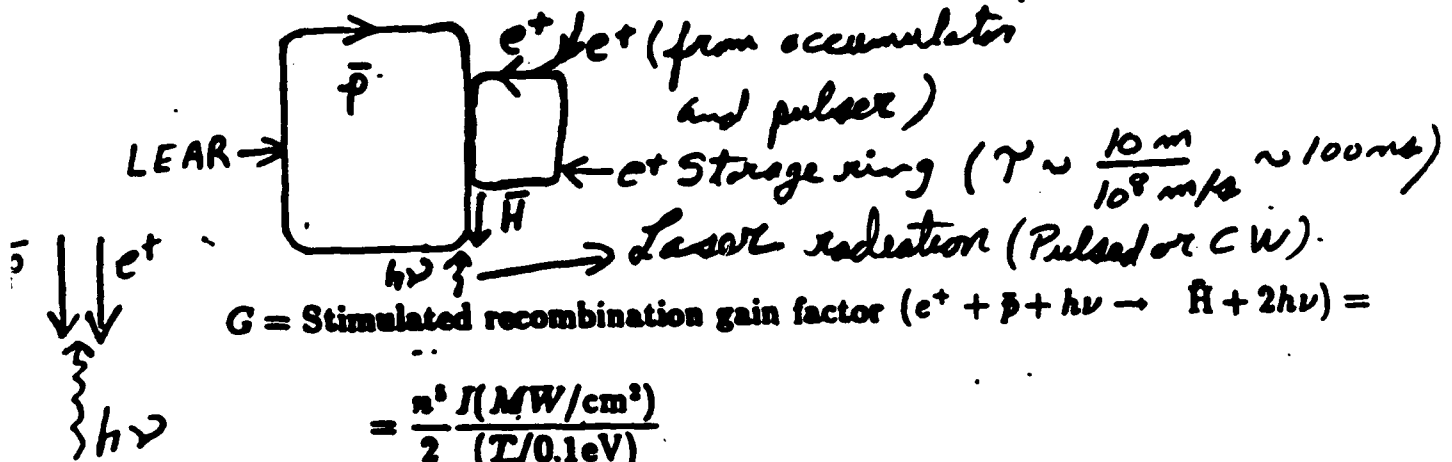 e⁺ e⁺ (from accumulator
p̄ and pulser)
LEAR → ← e⁺ Storage ring (τ ~ 10 m / 10⁸ m/s ~ 100 ns)
H̄
hν → Laser radiation (Pulsed or CW).
p̄ e⁺
G = Stimulated recombination gain factor (e⁺ + p̄ + hν → H̄ + 2hν) =
hν = n⁵/2 I(MW/cm²)/(T/0.1eV)